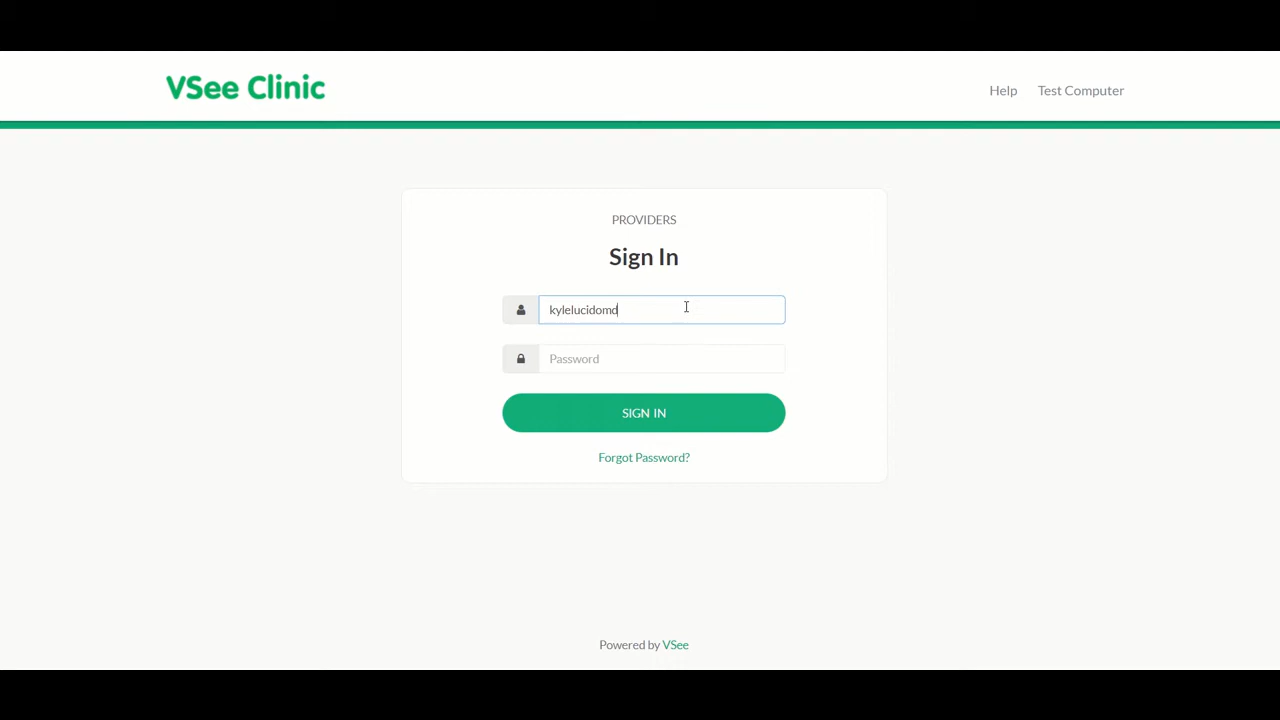 VSee Clinic
Help Test Computer
PROVIDERS
Sign In
kylelucidomd
Password
SIGN IN
Forgot Password?
Powered by VSee